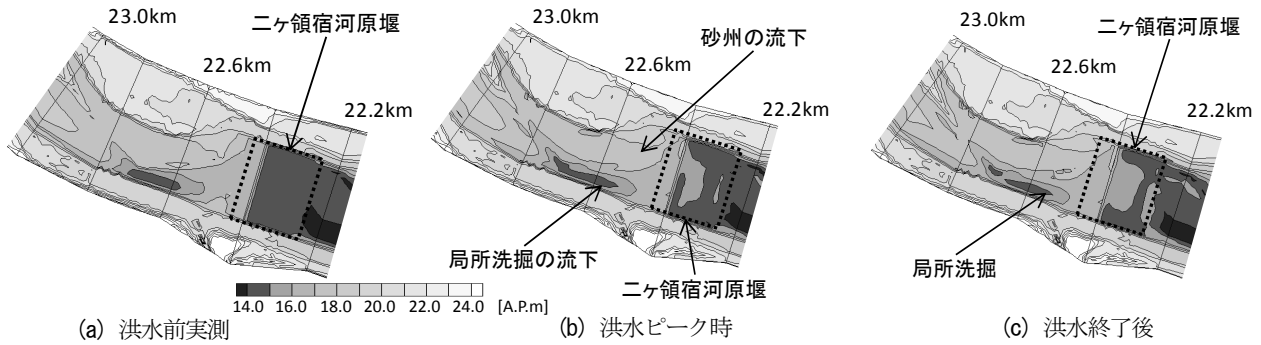 23.0km
二ヶ領宿河原堰
22.6km
22.2km
14.0 16.0 18.0 20.0 22.0 24.0 [A.P.m]
(a) 洪水前実測
砂州の流下
23.0km
22.6km
22.2km
局所洗掘の流下
二ヶ領宿河原堰
(b) 洪水ピーク時
二ヶ領宿河原堰
23.0km
22.6km
22.2km
局所洗掘
(c) 洪水終了後